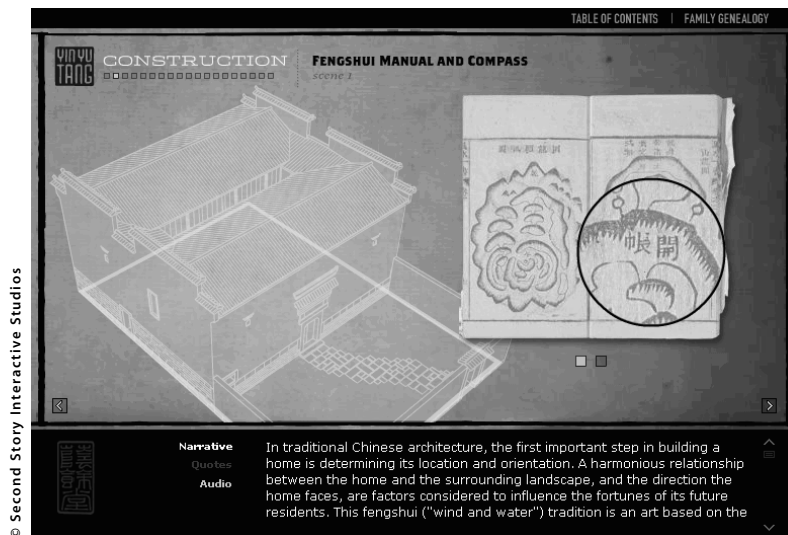 TABLE OF CONTENTS | FAMILY GENEALOGY
YIN YU
TANG
CONSTRUCTION
FENGSHUI MANUAL AND COMPASS
scene 1
帳開
Narrative
Quotes
Audio
In traditional Chinese architecture, the first important step in building a
home is determining its location and orientation. A harmonious relationship
between the home and the surrounding landscape, and the direction the
home faces, are factors considered to influence the fortunes of its future
residents. This fengshui ("wind and water") tradition is an art based on the
© Second Story Interactive Studios